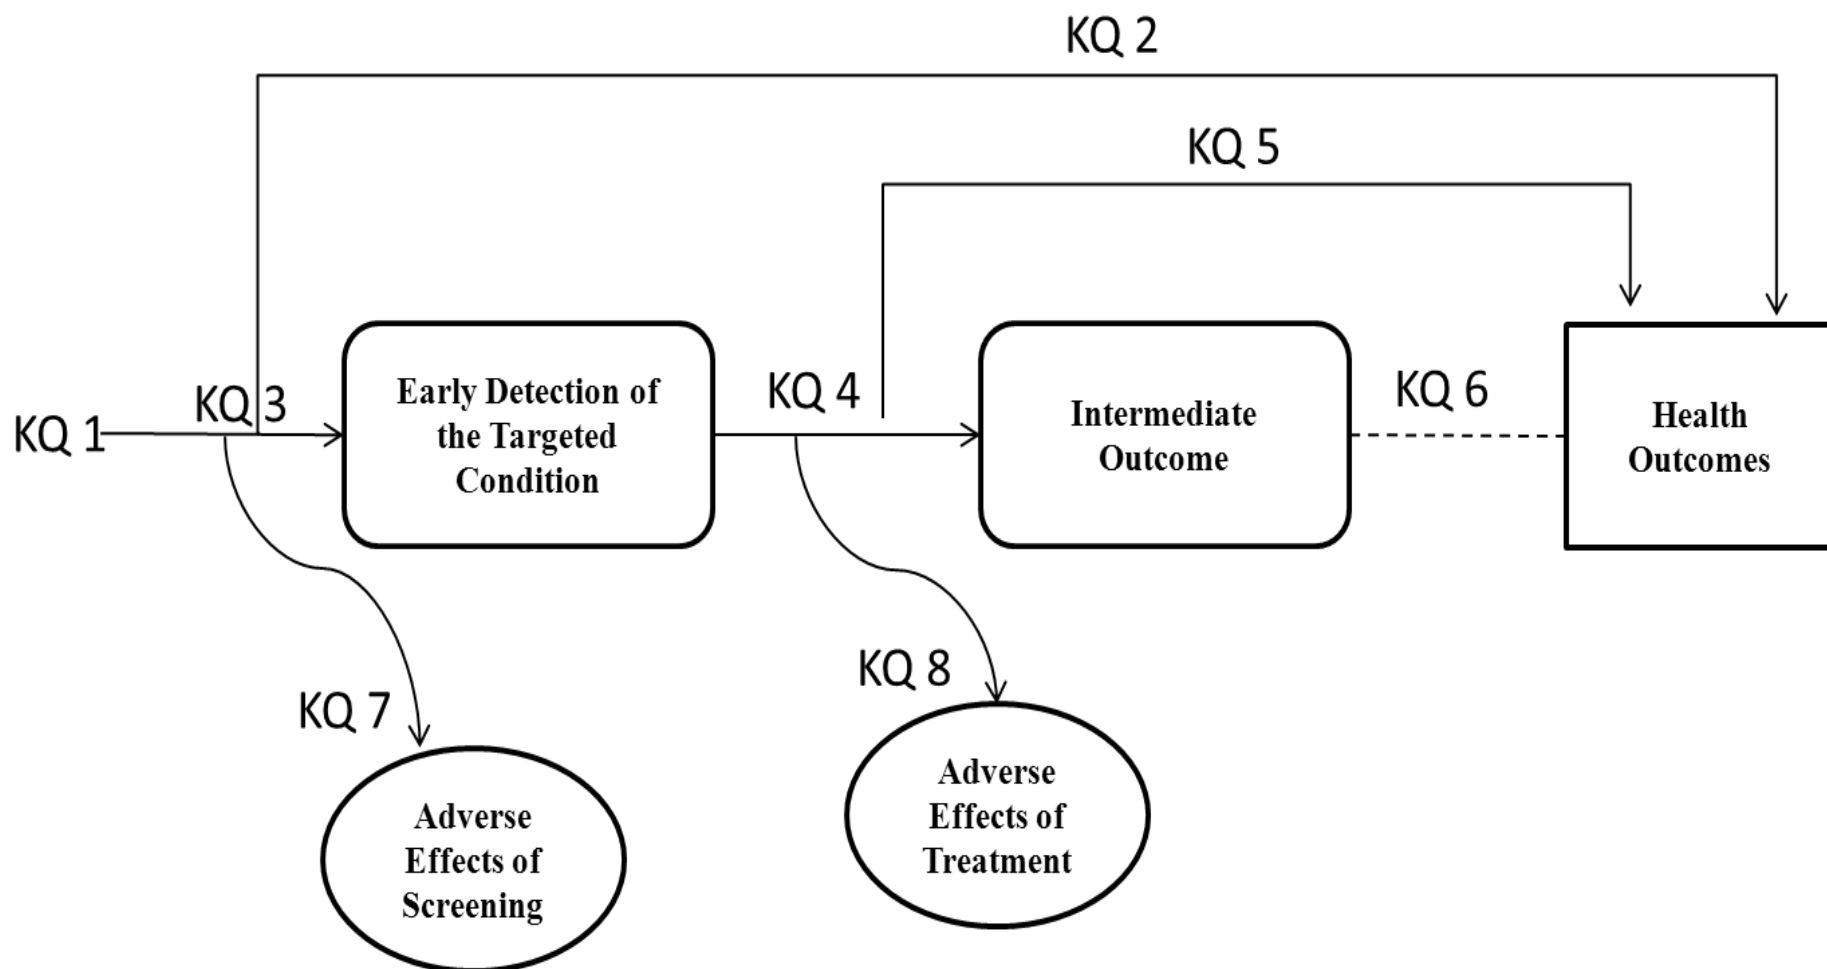 KQ 2
KQ 5
KQ 1
KQ 3
Early Detection of
the Targeted
Condition
KQ 4
Intermediate
Outcome
KQ 6
Health
Outcomes
KQ 7
Adverse
Effects of
Screening
KQ 8
Adverse
Effects of
Treatment